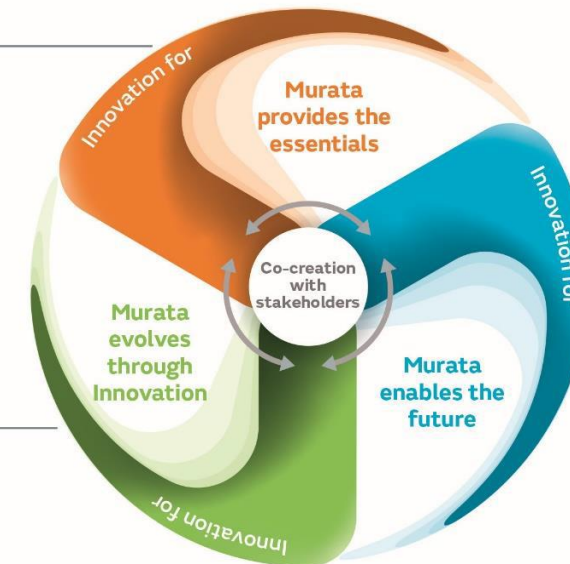 Innovation for
Murata
provides the
essentials
Innovation for
Co-creation
with
stakeholders
Murata
evolves
through
Innovation
Murata
enables the
future
Innovation for